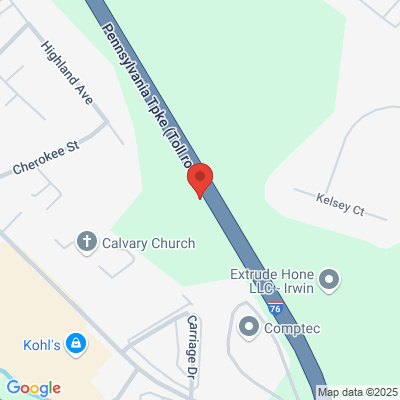 Pennsylvania Tpke (Toll ro
Highland Ave
Cherokee St
Kelsey Ct
Calvary Church
Extrude Hone
LLC - Irwin
76
Comptec
Kohl's
Carriage Dr
Google
Map data ©2025